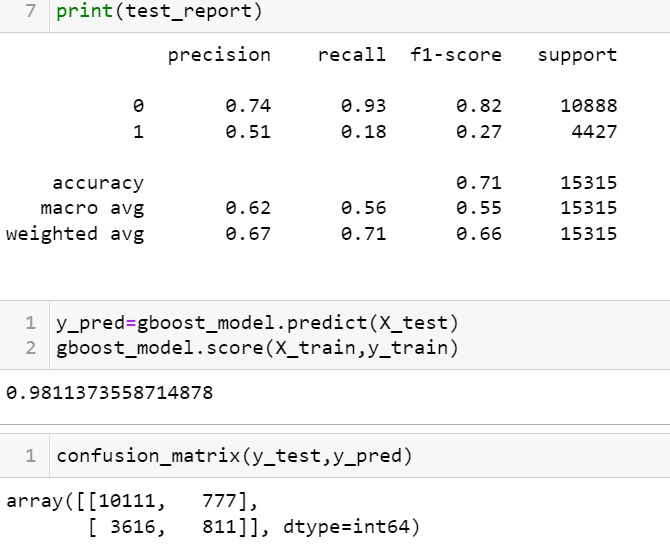 7 print(test_report)
precision recall f1-score support
0 0.74 0.93 0.82 10888
1 0.51 0.18 0.27 4427
accuracy 0.71 15315
macro avg 0.62 0.56 0.55 15315
weighted avg 0.67 0.71 0.66 15315
1 y_pred=gboost_model.predict(X_test)
2 gboost_model.score(X_train,y_train)
0.9811373558714878
1 confusion_matrix(y_test,y_pred)
array([[10111, 777],
[ 3616, 811]], dtype=int64)